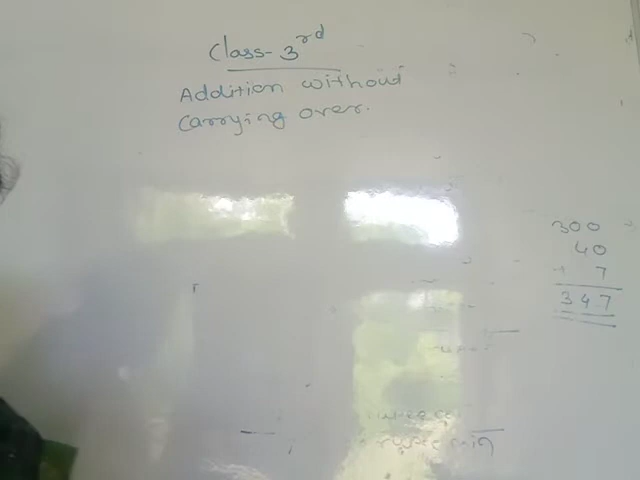 Class-3rd
Addition without
carrying over.
300
40
+ 7
347